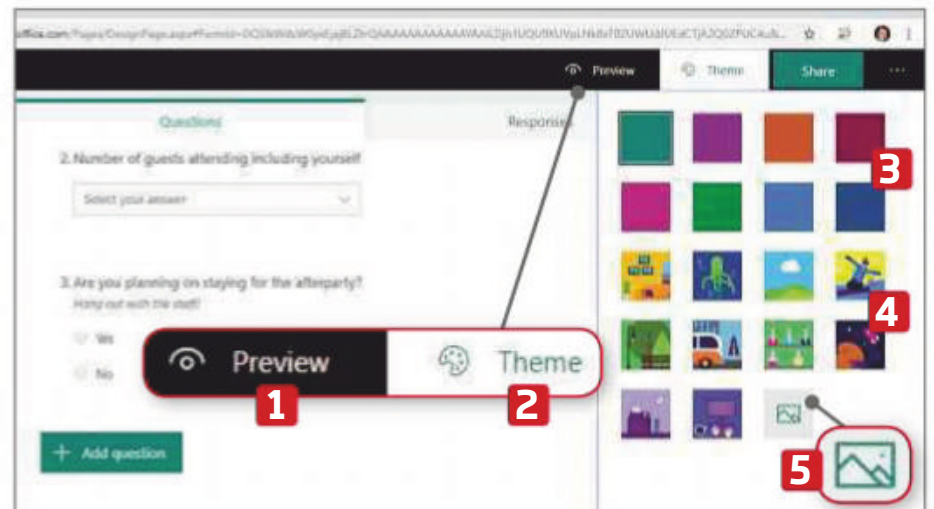 Preview Theme Share
Questions Responses
2. Number of guests attending including yourself
Select your answer
3. Are you planning on staying for the afterparty?
Hang out with the staff!
Yes
No
Preview Theme
1 2
+ Add question
3
4
5